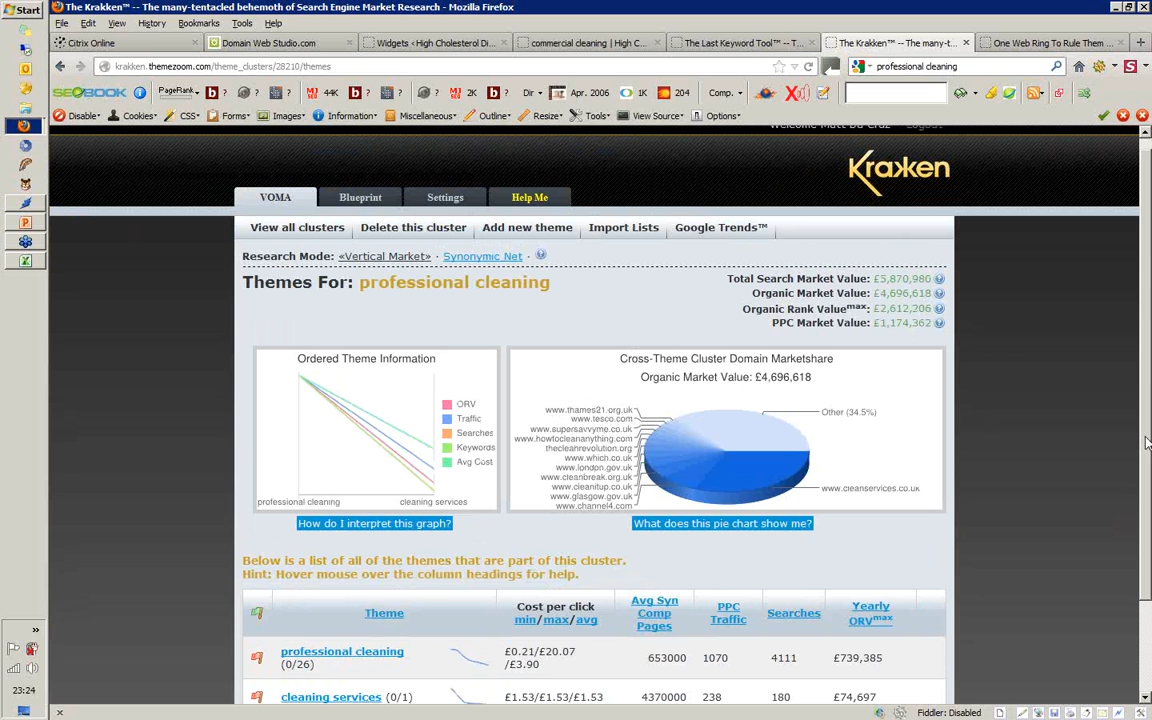 Start
The Krakken™ -- The many-tentacled behemoth of Search Engine Market Research - Mozilla Firefox
File Edit View History Bookmarks Tools Help
Citrix Online
Domain Web Studio.com
Widgets < High Cholesterol Di...
commercial cleaning | High C...
The Last Keyword Tool™ -- T...
The Krakken™ -- The many-t...
One Web Ring To Rule Them ...
krakken.themezoom.com/theme_clusters/28210/themes
professional cleaning
SEOBOOK PageRank ? ? 44K ? ? 2K ? Dir Apr. 2006 1K 204 Comp.
Disable Cookies CSS Forms Images Information Miscellaneous Outline Resize Tools View Source Options
Krakken
VOMA Blueprint Settings Help Me
View all clusters Delete this cluster Add new theme Import Lists Google Trends™
Research Mode: «Vertical Market» · Synonymic Net ·
Themes For: professional cleaning
Total Search Market Value: £5,870,980
Organic Market Value: £4,696,618
Organic Rank Valuemax: £2,612,206
PPC Market Value: £1,174,362
Ordered Theme Information
ORV
Traffic
Searches
Keywords
Avg Cost
professional cleaning cleaning services
How do I interpret this graph?
Cross-Theme Cluster Domain Marketshare
Organic Market Value: £4,696,618
www.thames21.org.uk
www.tesco.com
www.supersavvyme.co.uk
www.howtocleananything.com
thecleanrevolution.org
www.which.co.uk
www.london.gov.uk
www.cleanbreak.org.uk
www.cleanitup.co.uk
www.glasgow.gov.uk
www.channel4.com
Other (34.5%)
www.cleanservices.co.uk
What does this pie chart show me?
Below is a list of all of the themes that are part of this cluster.
Hint: Hover mouse over the column headings for help.
Theme
Cost per click
min/max/avg
Avg Syn
Comp
Pages
PPC
Traffic
Searches
Yearly
ORVmax
professional cleaning
(0/26)
£0.21/£20.07
/£3.90
653000 1070 4111 £739,385
cleaning services (0/1) £1.53/£1.53/£1.53 4370000 238 180 £74,697
23:24
Fiddler: Disabled